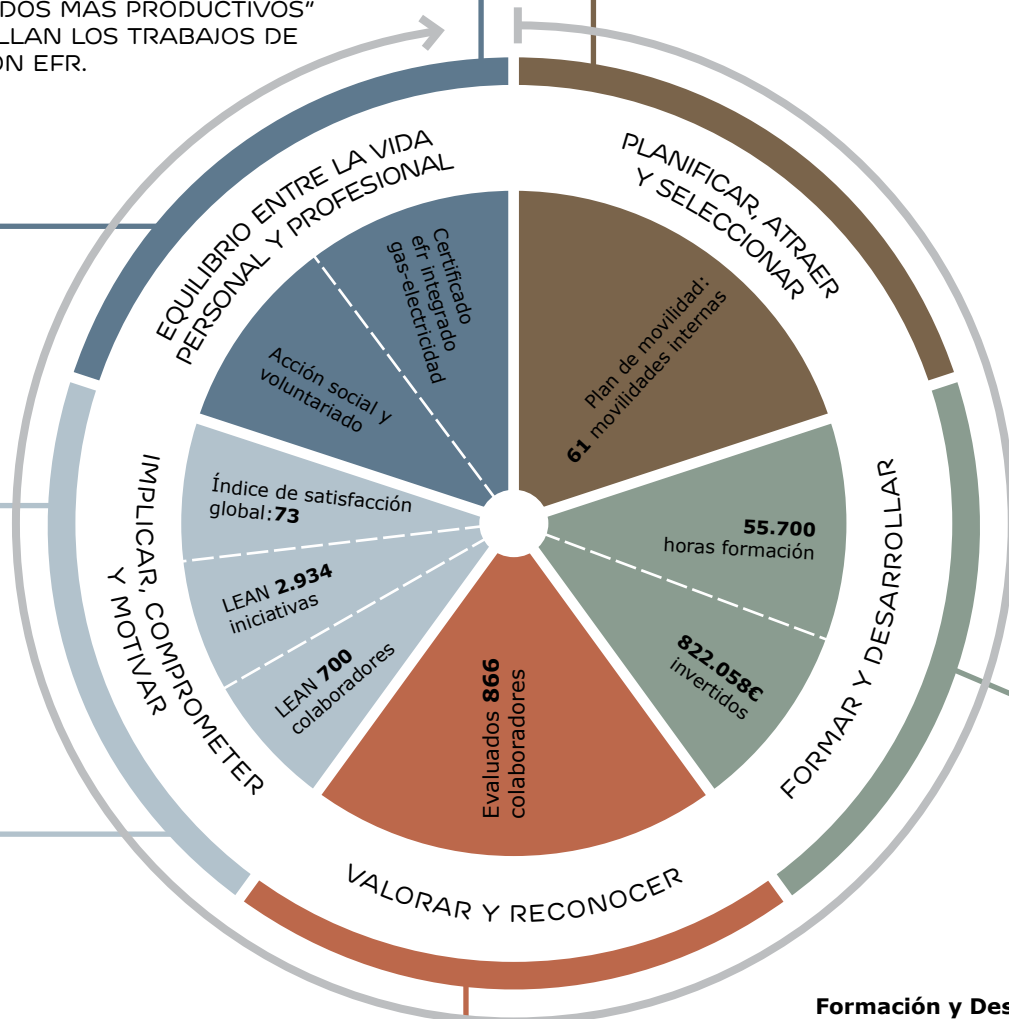 DOS MÁS PRODUCTIVOS”
LLAN LOS TRABAJOS DE
ÓN EFR.
EQUILIBRIO ENTRE LA VIDA
PERSONAL Y PROFESIONAL
PLANIFICAR, ATRAER
Y SELECCIONAR
Certificado
efr integrado
gas-electricidad
Acción social y
voluntariado
Plan de movilidad:
61 movilidades internas
Índice de satisfacción
global:73
LEAN 2.934
iniciativas
LEAN 700
colaboradores
IMPLICAR, COMPROMETER
Y MOTIVAR
55.700
horas formación
822.058€
invertidos
FORMAR Y DESARROLLAR
Evaluados 866
colaboradores
VALORAR Y RECONOCER
Formación y Des